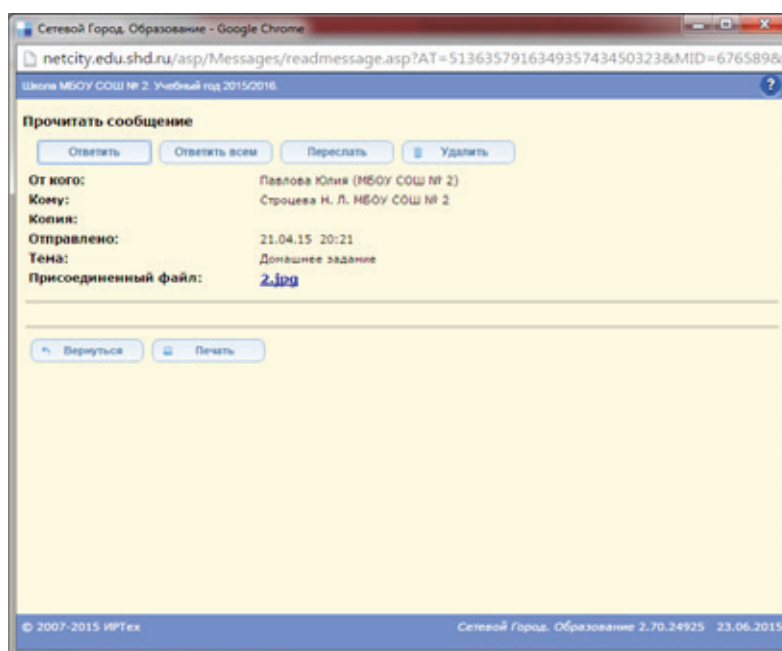 Сетевой Город. Образование - Google Chrome
netcity.edu.shd.ru/asp/Messages/readmessage.asp?AT=513635791634935743450323&MID=676589&
Школа МБОУ СОШ № 2. Учебный год 2015/2016.
Прочитать сообщение
Ответить Ответить всем Переслать Удалить
От кого: Павлова Юлия (МБОУ СОШ № 2)
Кому: Строцева Н. Л. МБОУ СОШ № 2
Копия:
Отправлено: 21.04.15 20:21
Тема: Домашнее задание
Присоединенный файл: 2.jpg
Вернуться Печать
© 2007-2015 ИРТех Сетевой Город. Образование 2.70.24925 23.06.2015